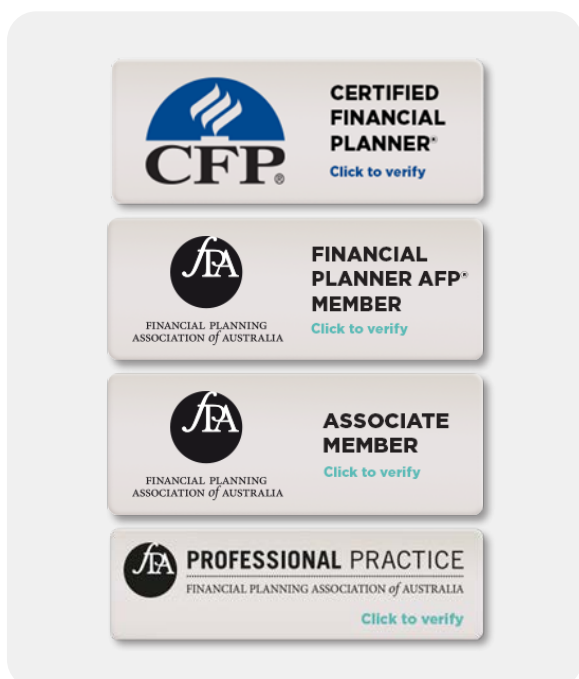 CFP®
CERTIFIED
FINANCIAL
PLANNER®
Click to verify
fPA
FINANCIAL PLANNING
ASSOCIATION of AUSTRALIA
FINANCIAL
PLANNER AFP®
MEMBER
Click to verify
fPA
FINANCIAL PLANNING
ASSOCIATION of AUSTRALIA
ASSOCIATE
MEMBER
Click to verify
fPA
PROFESSIONAL PRACTICE
FINANCIAL PLANNING ASSOCIATION of AUSTRALIA
Click to verify